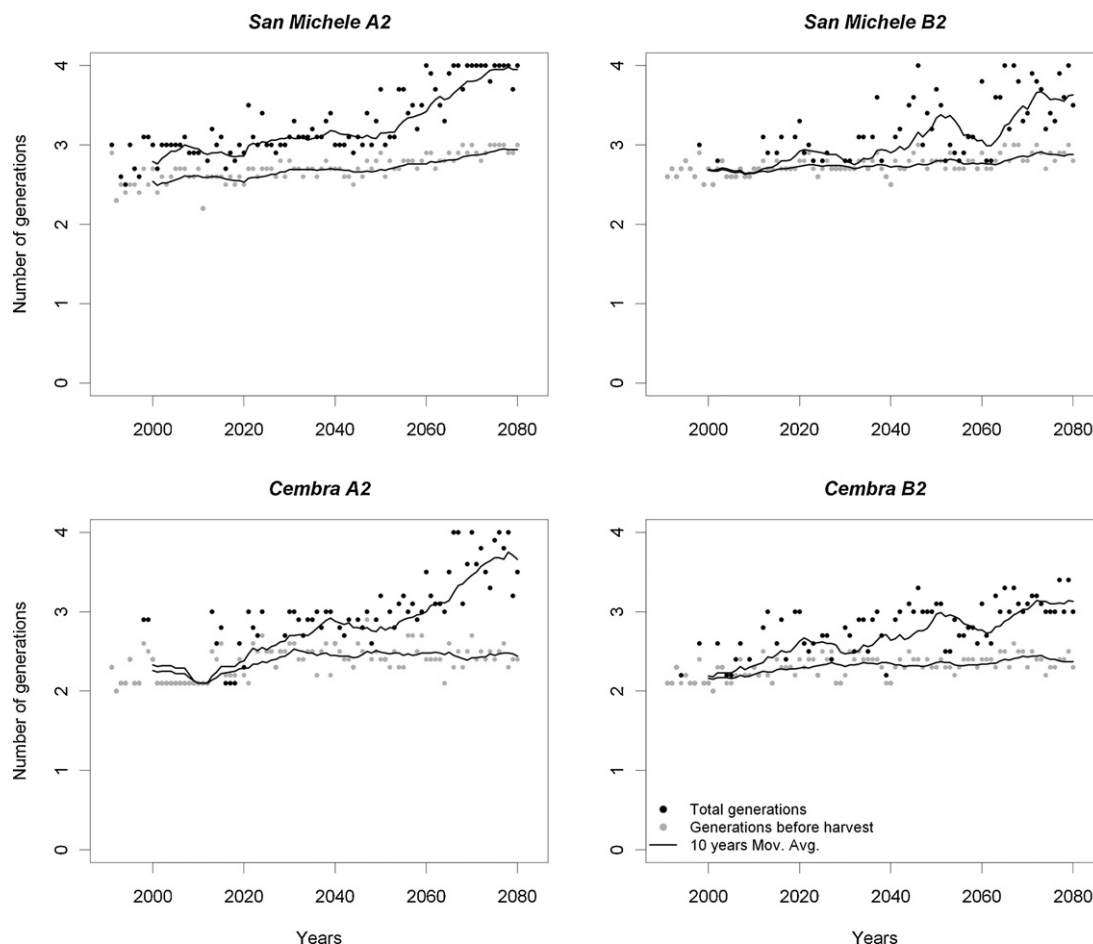 San Michele A2
San Michele B2
Number of generations
4
3
2
1
0
2000 2020 2040 2060 2080
4
3
2
1
0
2000 2020 2040 2060 2080
Cembra A2
Cembra B2
Number of generations
4
3
2
1
0
2000 2020 2040 2060 2080
Years
4
3
2
1
0
Total generations
Generations before harvest
10 years Mov. Avg.
2000 2020 2040 2060 2080
Years